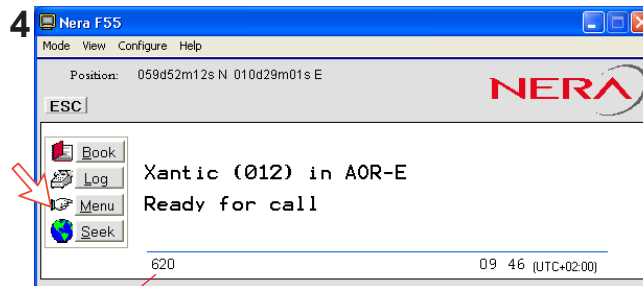 4
Nera F55
Mode View Configure Help
Position: 059d52m12s N 010d29m01s E
NERA
ESC
Book
Log
Menu
Seek
Xantic (012) in AOR-E
Ready for call
620 09 46 (UTC+02:00)